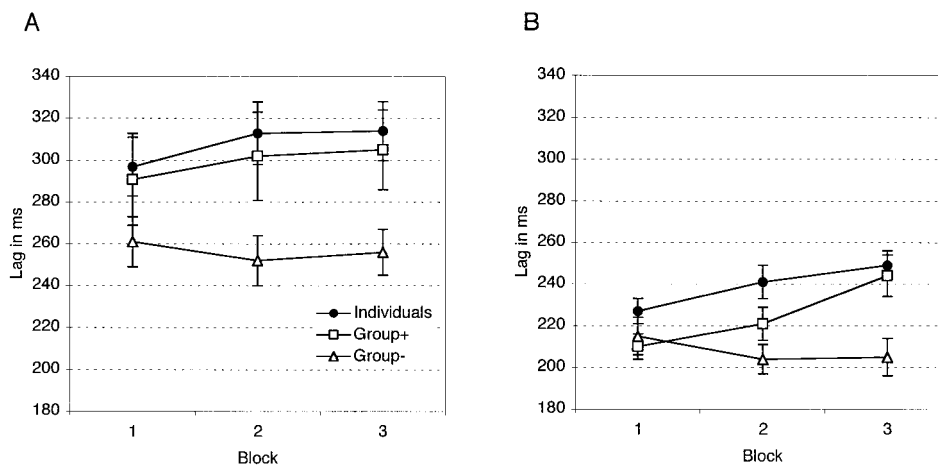 A
340
320
300
280
260
240
220
200
180
Lag in ms
Individuals
Group+
Group-
1 2 3
Block
B
340
320
300
280
260
240
220
200
180
Lag in ms
1 2 3
Block